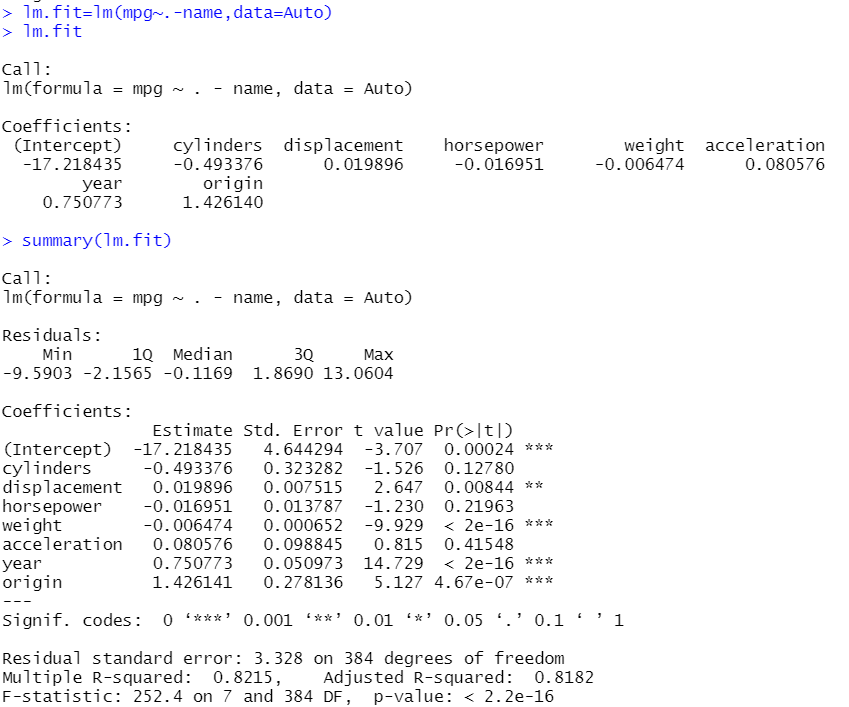 > lm.fit=lm(mpg~.-name,data=Auto)
> lm.fit
Call:
lm(formula = mpg ~ . - name, data = Auto)
Coefficients:
(Intercept) cylinders displacement horsepower weight acceleration
-17.218435 -0.493376 0.019896 -0.016951 -0.006474 0.080576
year origin
0.750773 1.426140
> summary(lm.fit)
Call:
lm(formula = mpg ~ . - name, data = Auto)
Residuals:
Min 1Q Median 3Q Max
-9.5903 -2.1565 -0.1169 1.8690 13.0604
Coefficients:
Estimate Std. Error t value Pr(>|t|)
(Intercept) -17.218435 4.644294 -3.707 0.00024 ***
cylinders -0.493376 0.323282 -1.526 0.12780
displacement 0.019896 0.007515 2.647 0.00844 **
horsepower -0.016951 0.013787 -1.230 0.21963
weight -0.006474 0.000652 -9.929 < 2e-16 ***
acceleration 0.080576 0.098845 0.815 0.41548
year 0.750773 0.050973 14.729 < 2e-16 ***
origin 1.426141 0.278136 5.127 4.67e-07 ***
---
Signif. codes: 0 ‘***’ 0.001 ‘**’ 0.01 ‘*’ 0.05 ‘.’ 0.1 ‘ ’ 1
Residual standard error: 3.328 on 384 degrees of freedom
Multiple R-squared: 0.8215, Adjusted R-squared: 0.8182
F-statistic: 252.4 on 7 and 384 DF, p-value: < 2.2e-16